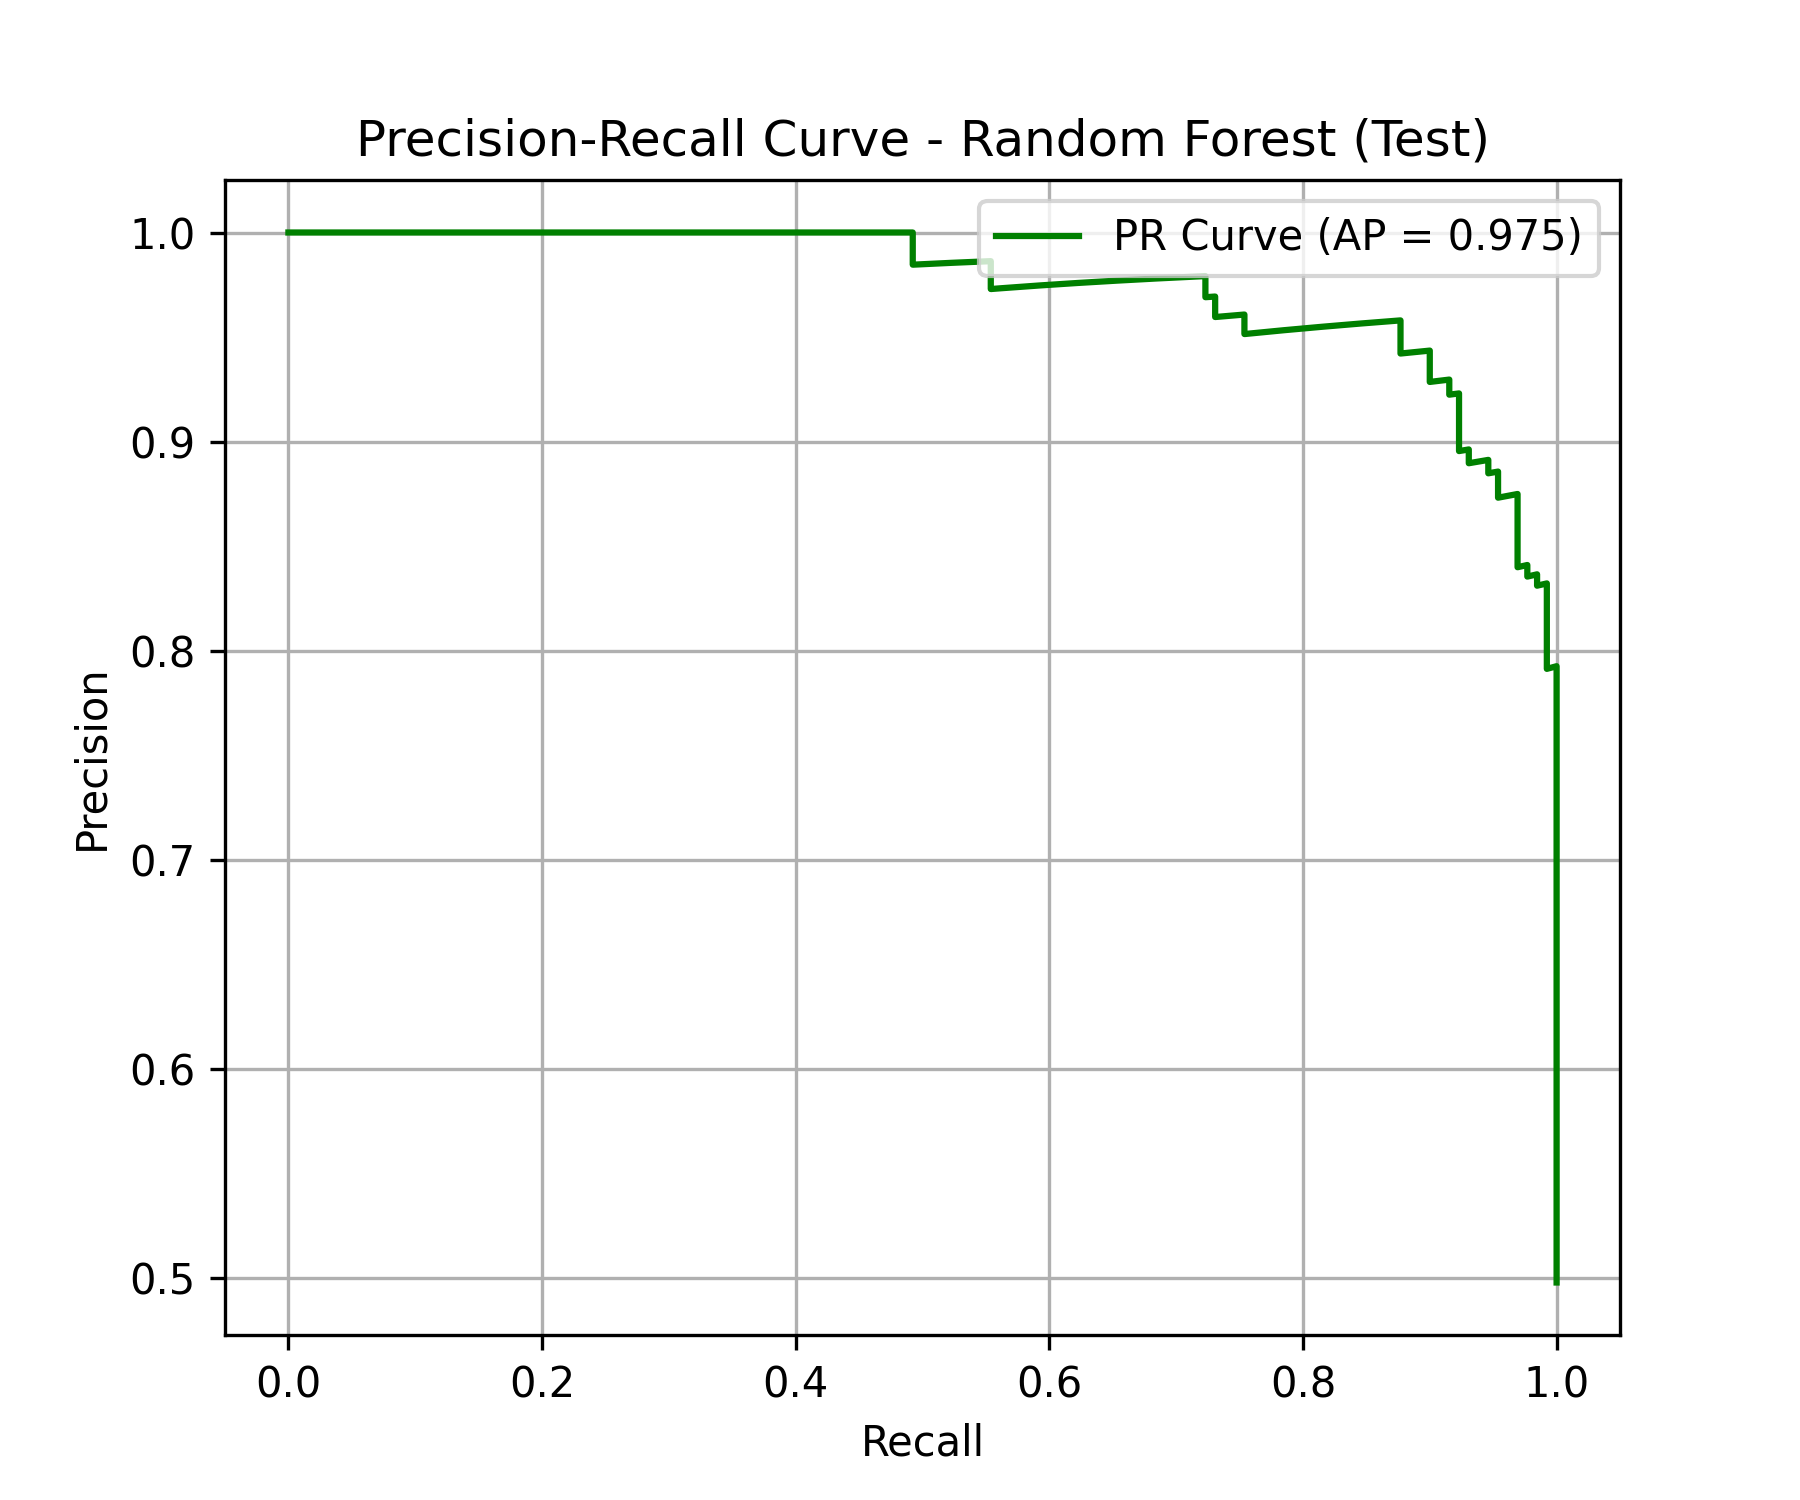 Precision-Recall Curve - Random Forest (Test)
PR Curve (AP = 0.975)
1.0
0.9
0.8
0.7
0.6
0.5
Precision
0.0 0.2 0.4 0.6 0.8 1.0
Recall